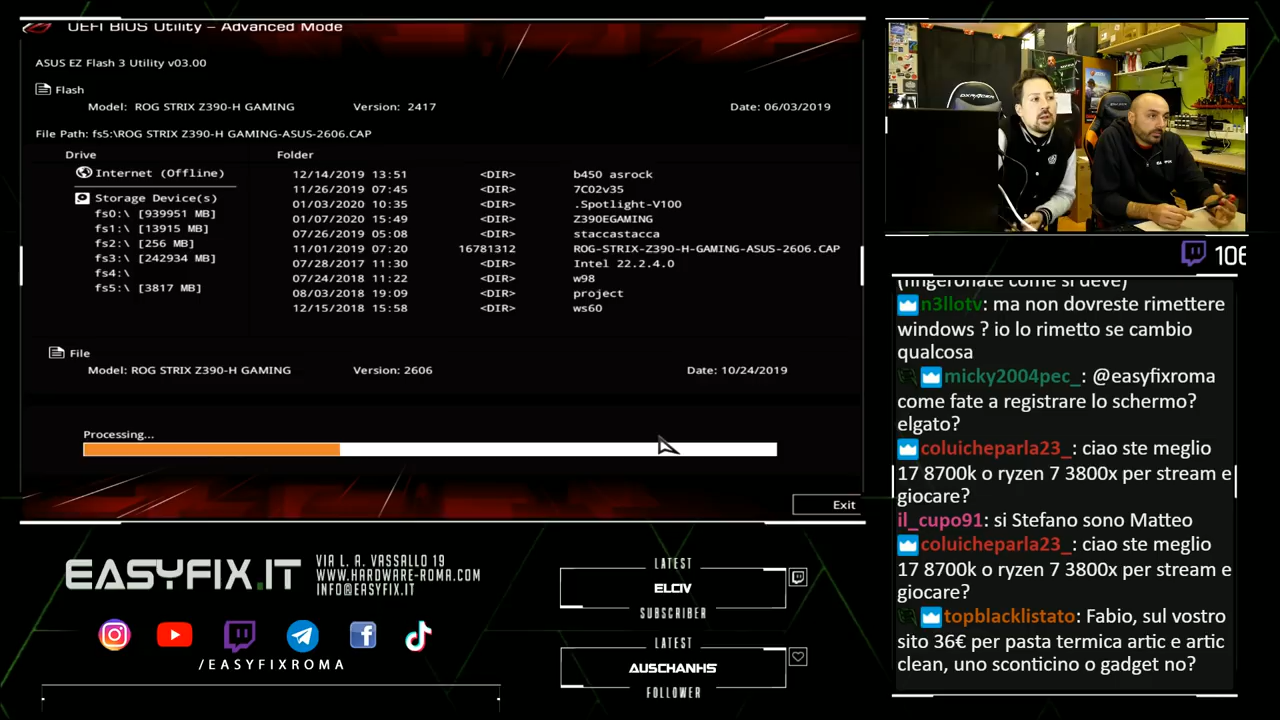 UEFI BIOS Utility – Advanced Mode
ASUS EZ Flash 3 Utility v03.00
Flash
Model: ROG STRIX Z390-H GAMING Version: 2417 Date: 06/03/2019
File Path: fs5:\ROG STRIX Z390-H GAMING-ASUS-2606.CAP
Drive Folder
Internet (Offline)
Storage Device(s)
fs0:\ [939951 MB]
fs1:\ [13915 MB]
fs2:\ [256 MB]
fs3:\ [242934 MB]
fs4:\
fs5:\ [3817 MB]
12/14/2019 13:51 <DIR> b450 asrock
11/26/2019 07:45 <DIR> 7C02v35
01/03/2020 10:35 <DIR> .Spotlight-V100
01/07/2020 15:49 <DIR> Z390EGAMING
07/26/2019 05:08 <DIR> staccastacca
11/01/2019 07:20 16781312 ROG-STRIX-Z390-H-GAMING-ASUS-2606.CAP
07/28/2017 11:30 <DIR> Intel 22.2.4.0
07/24/2018 11:22 <DIR> w98
08/03/2018 19:09 <DIR> project
12/15/2018 15:58 <DIR> ws60
File
Model: ROG STRIX Z390-H GAMING Version: 2606 Date: 10/24/2019
Processing...
Exit
DXRACER
106
(fingeronate come si deve)
n3llotv: ma non dovreste rimettere
windows ? io lo rimetto se cambio
qualcosa
micky2004pec_: @easyfixroma
come fate a registrare lo schermo?
elgato?
coluicheparla23_: ciao ste meglio
17 8700k o ryzen 7 3800x per stream e
giocare?
il_cupo91: si Stefano sono Matteo
coluicheparla23_: ciao ste meglio
17 8700k o ryzen 7 3800x per stream e
giocare?
topblacklistato: Fabio, sul vostro
sito 36€ per pasta termica artic e artic
clean, uno sconticino o gadget no?
EASYFIX.IT
VIA L. A. VASSALLO 19
WWW.HARDWARE-ROMA.COM
INFO@EASYFIX.IT
/EASYFIXROMA
LATEST
ELCIV
SUBSCRIBER
LATEST
AUSCHANHS
FOLLOWER